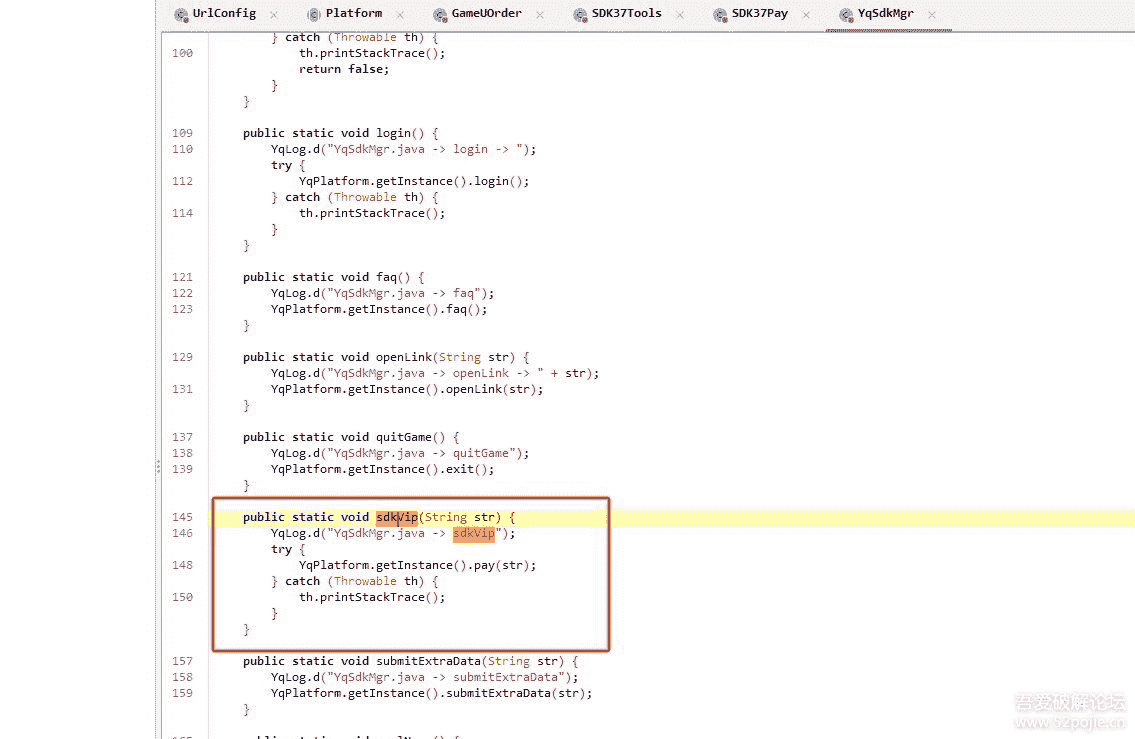 UrlConfig × Platform × GameUOrder × SDK37Tools × SDK37Pay × YqSdkMgr ×
} catch (Throwable th) {
100 th.printStackTrace();
return false;
}
}
109 public static void login() {
110 YqLog.d("YqSdkMgr.java -> login -> ");
try {
112 YqPlatform.getInstance().login();
} catch (Throwable th) {
114 th.printStackTrace();
}
}
121 public static void faq() {
122 YqLog.d("YqSdkMgr.java -> faq");
123 YqPlatform.getInstance().faq();
}
129 public static void openLink(String str) {
YqLog.d("YqSdkMgr.java -> openLink -> " + str);
131 YqPlatform.getInstance().openLink(str);
}
137 public static void quitGame() {
138 YqLog.d("YqSdkMgr.java -> quitGame");
139 YqPlatform.getInstance().exit();
}
145 public static void sdkVip(String str) {
146 YqLog.d("YqSdkMgr.java -> sdkVip");
try {
148 YqPlatform.getInstance().pay(str);
} catch (Throwable th) {
150 th.printStackTrace();
}
}
157 public static void submitExtraData(String str) {
158 YqLog.d("YqSdkMgr.java -> submitExtraData");
159 YqPlatform.getInstance().submitExtraData(str);
}
吾爱破解论坛
www.52pojie.cn